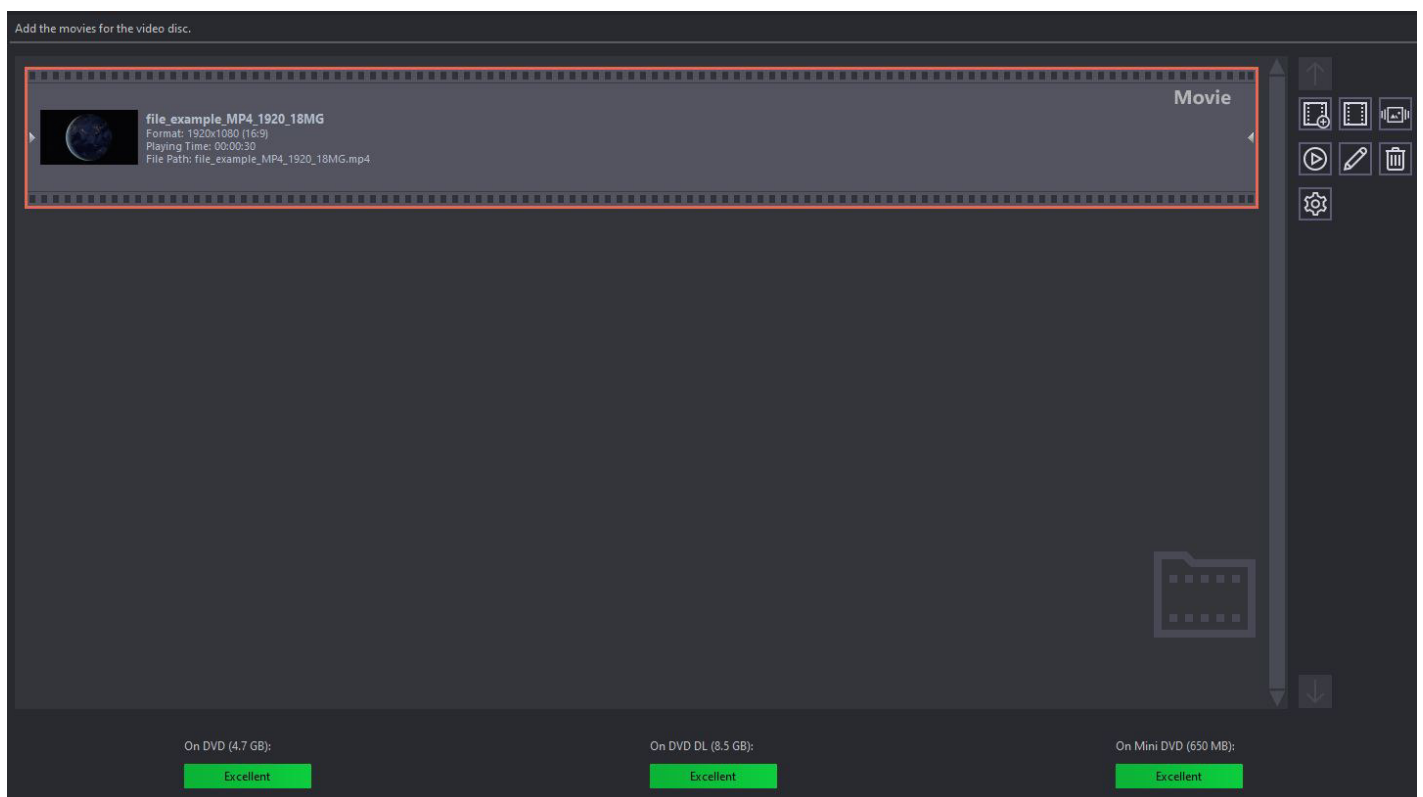 Add the movies for the video disc.
Movie
file_example_MP4_1920_18MG
Format: 1920x1080 (16:9)
Playing Time: 00:00:30
File Path: file_example_MP4_1920_18MG.mp4
On DVD (4.7 GB):
On DVD DL (8.5 GB):
On Mini DVD (650 MB):
Excellent
Excellent
Excellent